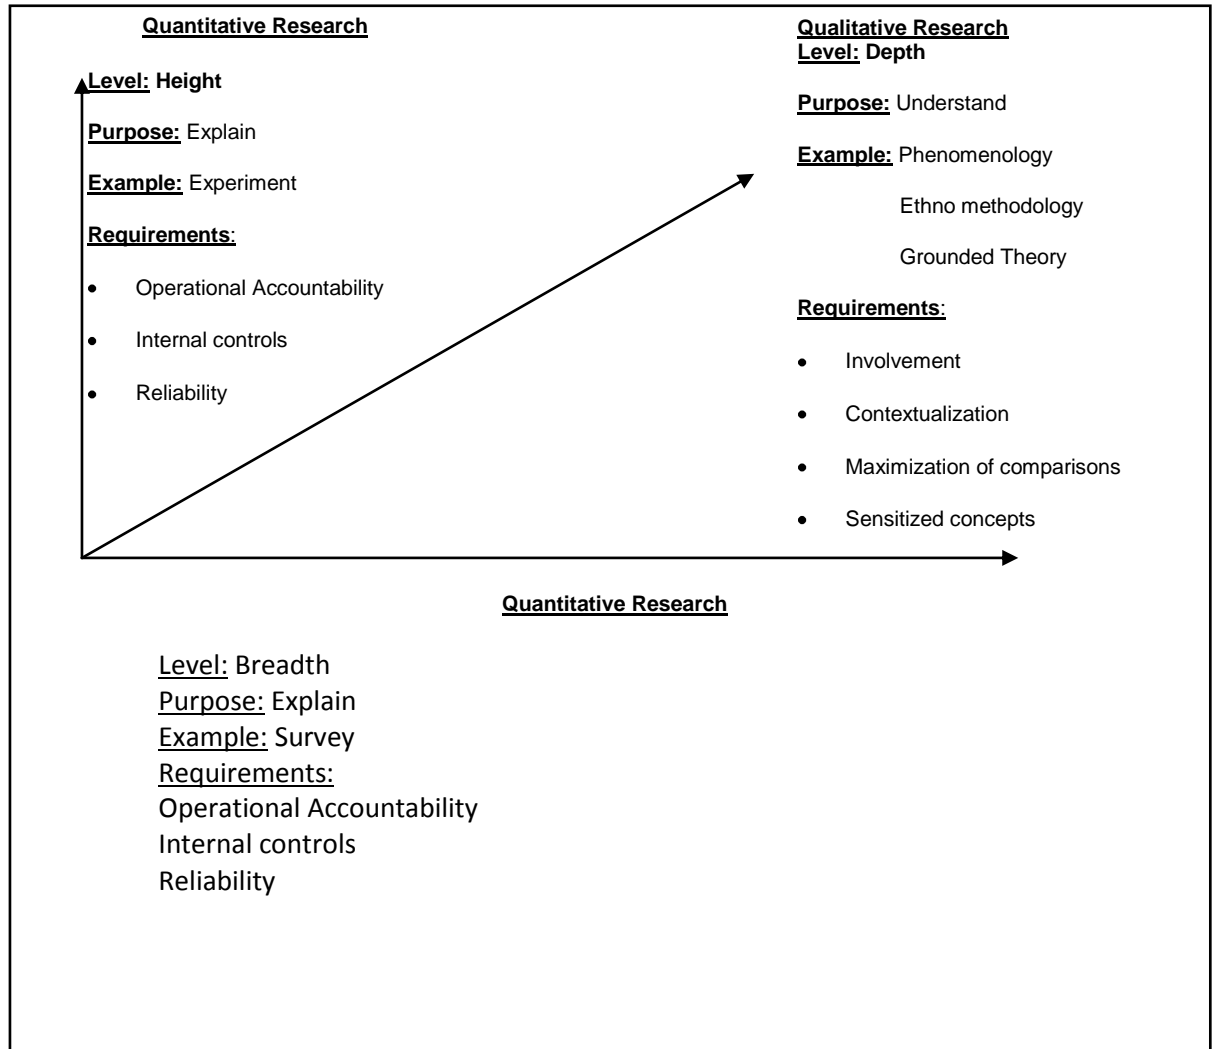 Quantitative Research
Level: Height
Purpose: Explain
Example: Experiment
Requirements:
• Operational Accountability
• Internal controls
• Reliability
Qualitative Research
Level: Depth
Purpose: Understand
Example: Phenomenology
Ethno methodology
Grounded Theory
Requirements:
• Involvement
• Contextualization
• Maximization of comparisons
• Sensitized concepts
Quantitative Research
Level: Breadth
Purpose: Explain
Example: Survey
Requirements:
Operational Accountability
Internal controls
Reliability